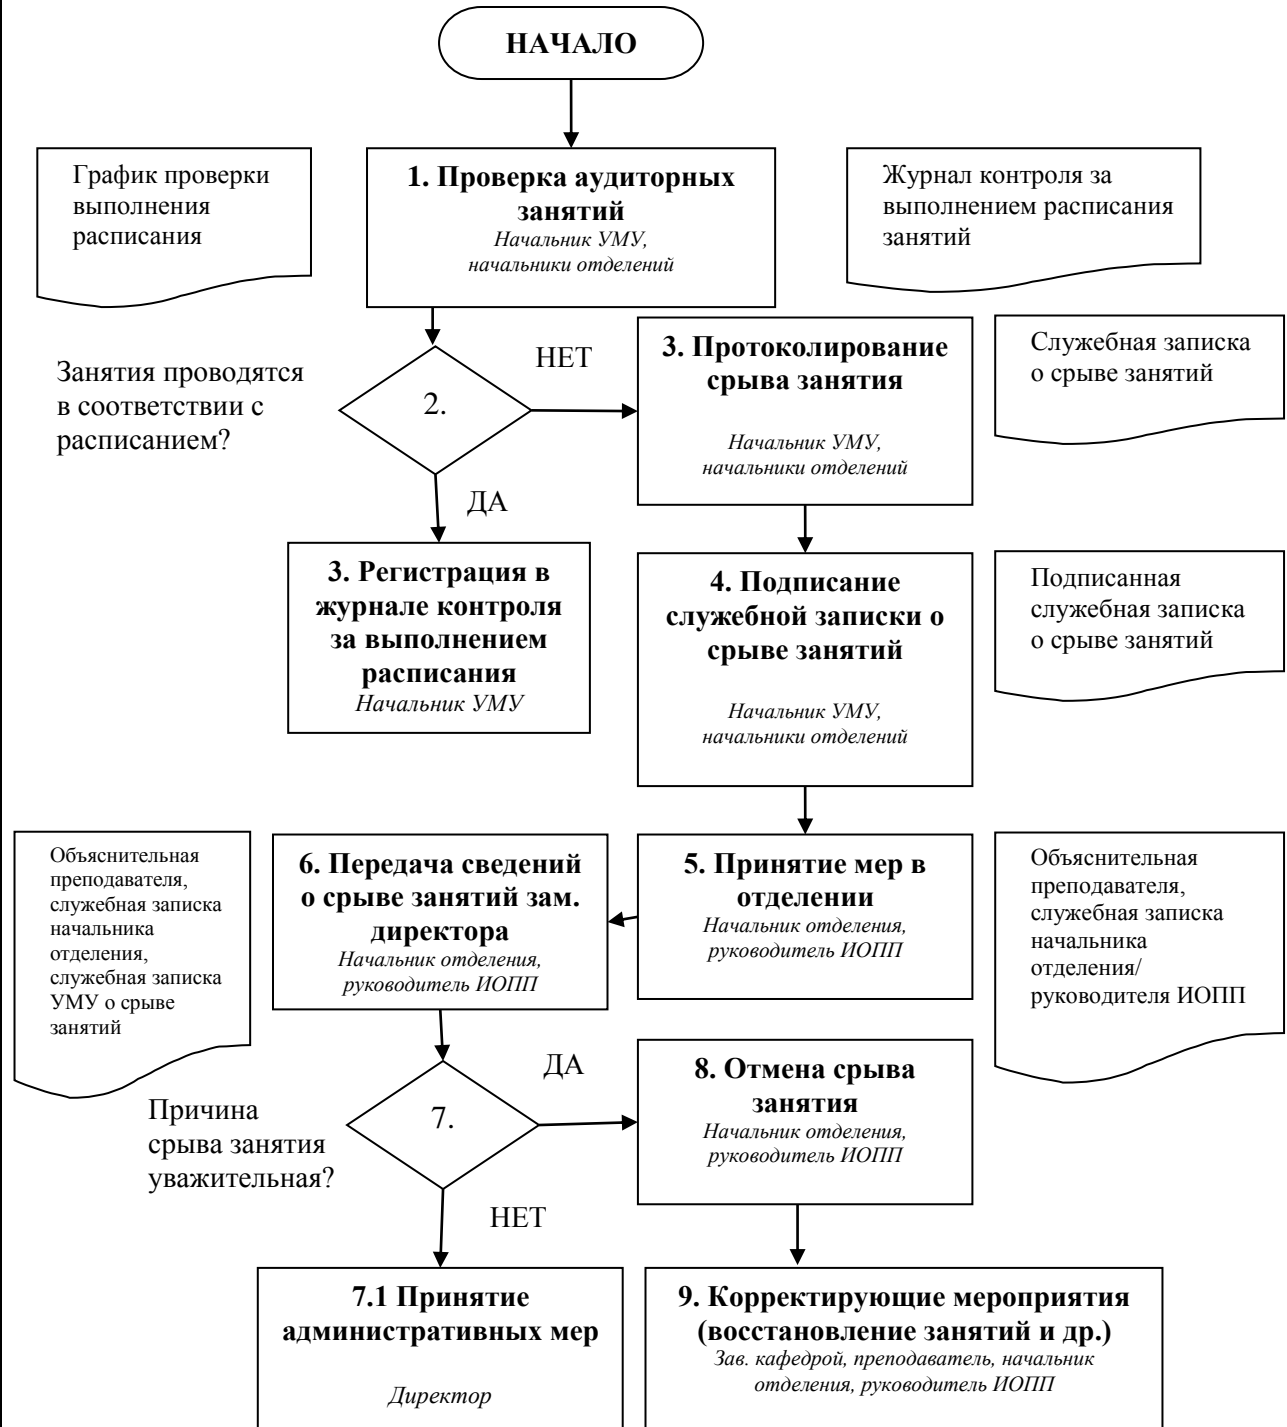 НАЧАЛО
График проверки
выполнения
расписания
1. Проверка аудиторных
занятий
Начальник УМУ,
начальники отделений
Журнал контроля за
выполнением расписания
занятий
Занятия проводятся
в соответствии с
расписанием?
2.
НЕТ
ДА
3. Протоколирование
срыва занятия
Начальник УМУ,
начальники отделений
Служебная записка
о срыве занятий
3. Регистрация в
журнале контроля
за выполнением
расписания
Начальник УМУ
4. Подписание
служебной записки о
срыве занятий
Начальник УМУ,
начальники отделений
Подписанная
служебная записка
о срыве занятий
Объяснительная
преподавателя,
служебная записка
начальника
отделения,
служебная записка
УМУ о срыве
занятий
6. Передача сведений
о срыве занятий зам.
директора
Начальник отделения,
руководитель ИОПП
5. Принятие мер в
отделении
Начальник отделения,
руководитель ИОПП
Объяснительная
преподавателя,
служебная записка
начальника
отделения/
руководителя ИОПП
Причина
срыва занятия
уважительная?
7.
ДА
НЕТ
8. Отмена срыва
занятия
Начальник отделения,
руководитель ИОПП
7.1 Принятие
административных мер
Директор
9. Корректирующие мероприятия
(восстановление занятий и др.)
Зав. кафедрой, преподаватель, начальник
отделения, руководитель ИОПП